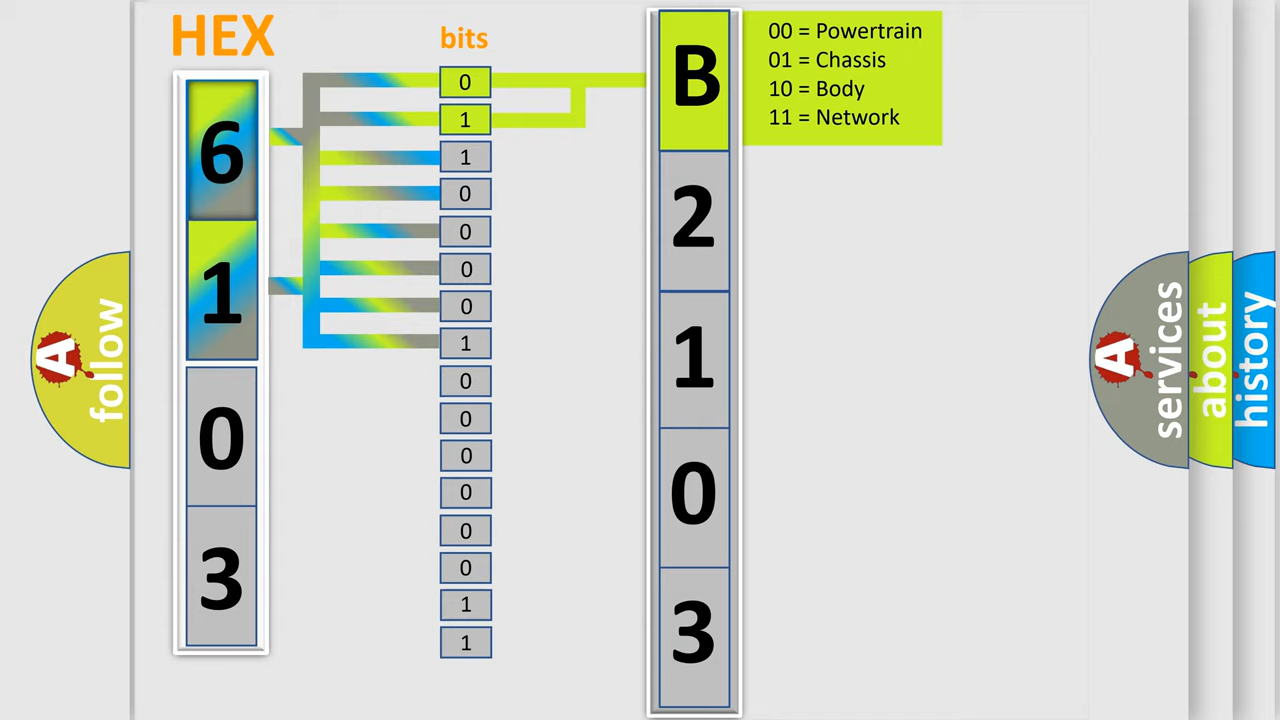 HEX
bits
6
1
0
3
0
1
1
0
0
0
0
1
0
0
0
0
0
0
1
1
B
2
1
0
3
00 = Powertrain
01 = Chassis
10 = Body
11 = Network
A follow
A services
about
history